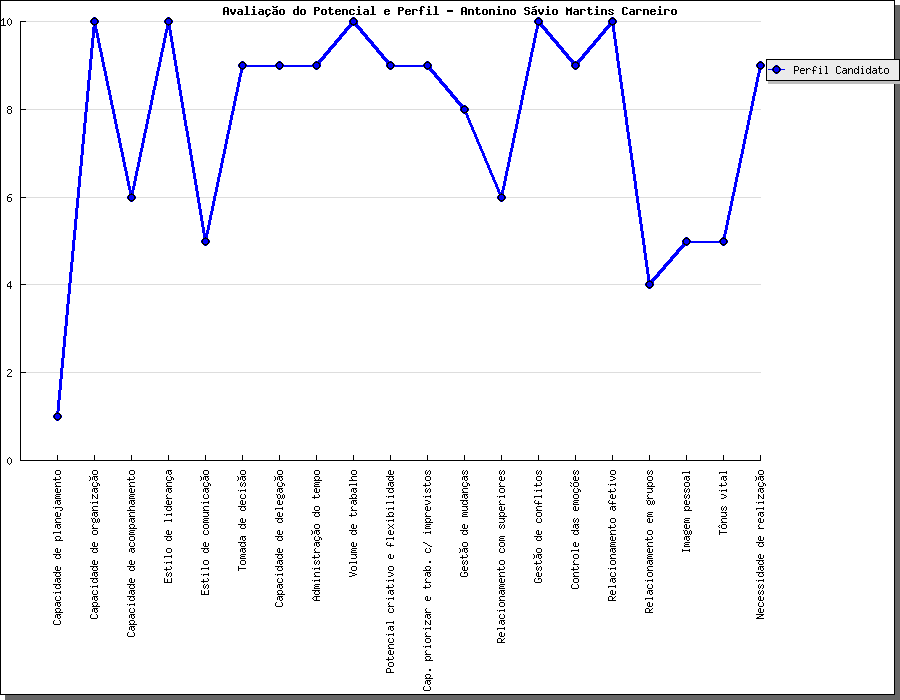 Avaliação do Potencial e Perfil - Antonino Sávio Martins Carneiro
10
8
6
4
2
0
Perfil Candidato
Capacidade de planejamento
Capacidade de organização
Capacidade de acompanhamento
Estilo de liderança
Estilo de comunicação
Tomada de decisão
Capacidade de delegação
Administração do tempo
Volume de trabalho
Potencial criativo e flexibilidade
Cap. priorizar e trab. c/ imprevistos
Gestão de mudanças
Relacionamento com superiores
Gestão de conflitos
Controle das emoções
Relacionamento afetivo
Relacionamento em grupos
Imagem pessoal
Tônus vital
Necessidade de realização